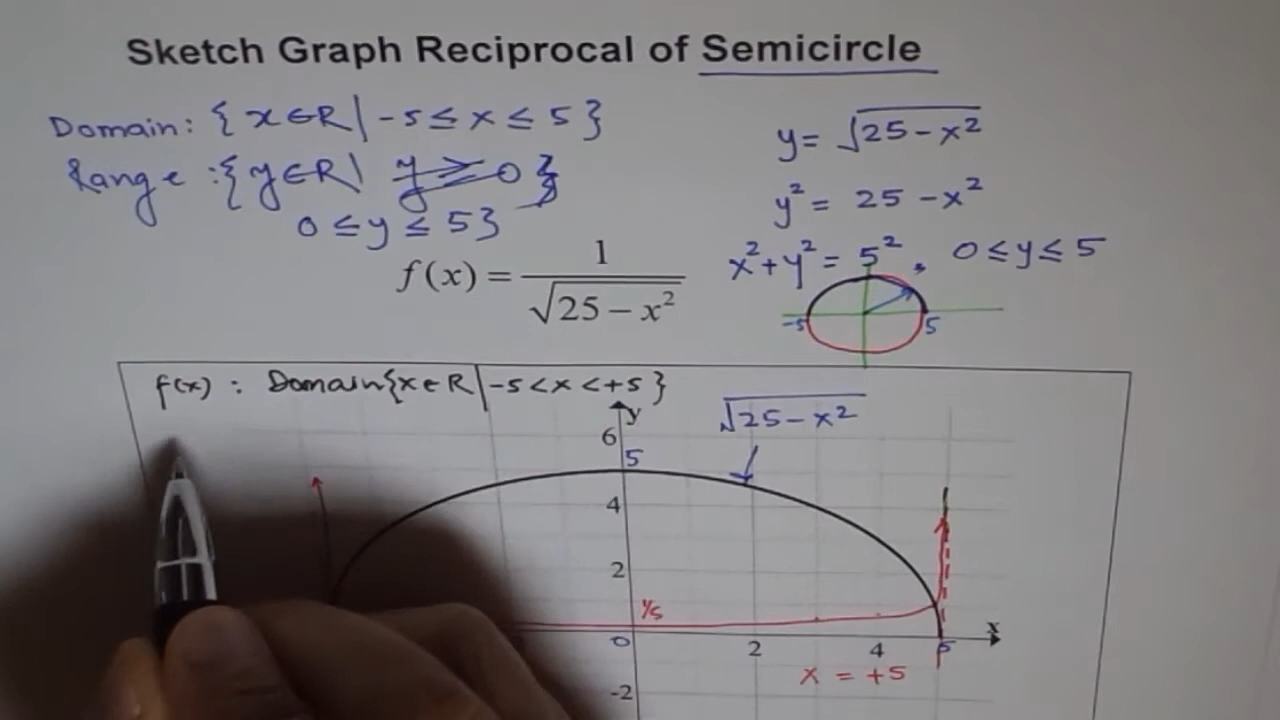 Sketch Graph Reciprocal of Semicircle
Domain: {x∈R | -5 ≤ x ≤ 5}
Range: {y∈R | y ≥ 0}
0 ≤ y ≤ 5}
y = √25 - x²
y² = 25 - x²
x² + y² = 5², 0 ≤ y ≤ 5
f(x) = 1/√25 - x²
-5 5
f(x) : Domain{x∈R | -5 < x < +5}
√25 - x²
y
6
5
4
2
1/5
x
0 2 4 5
x = +5
-2